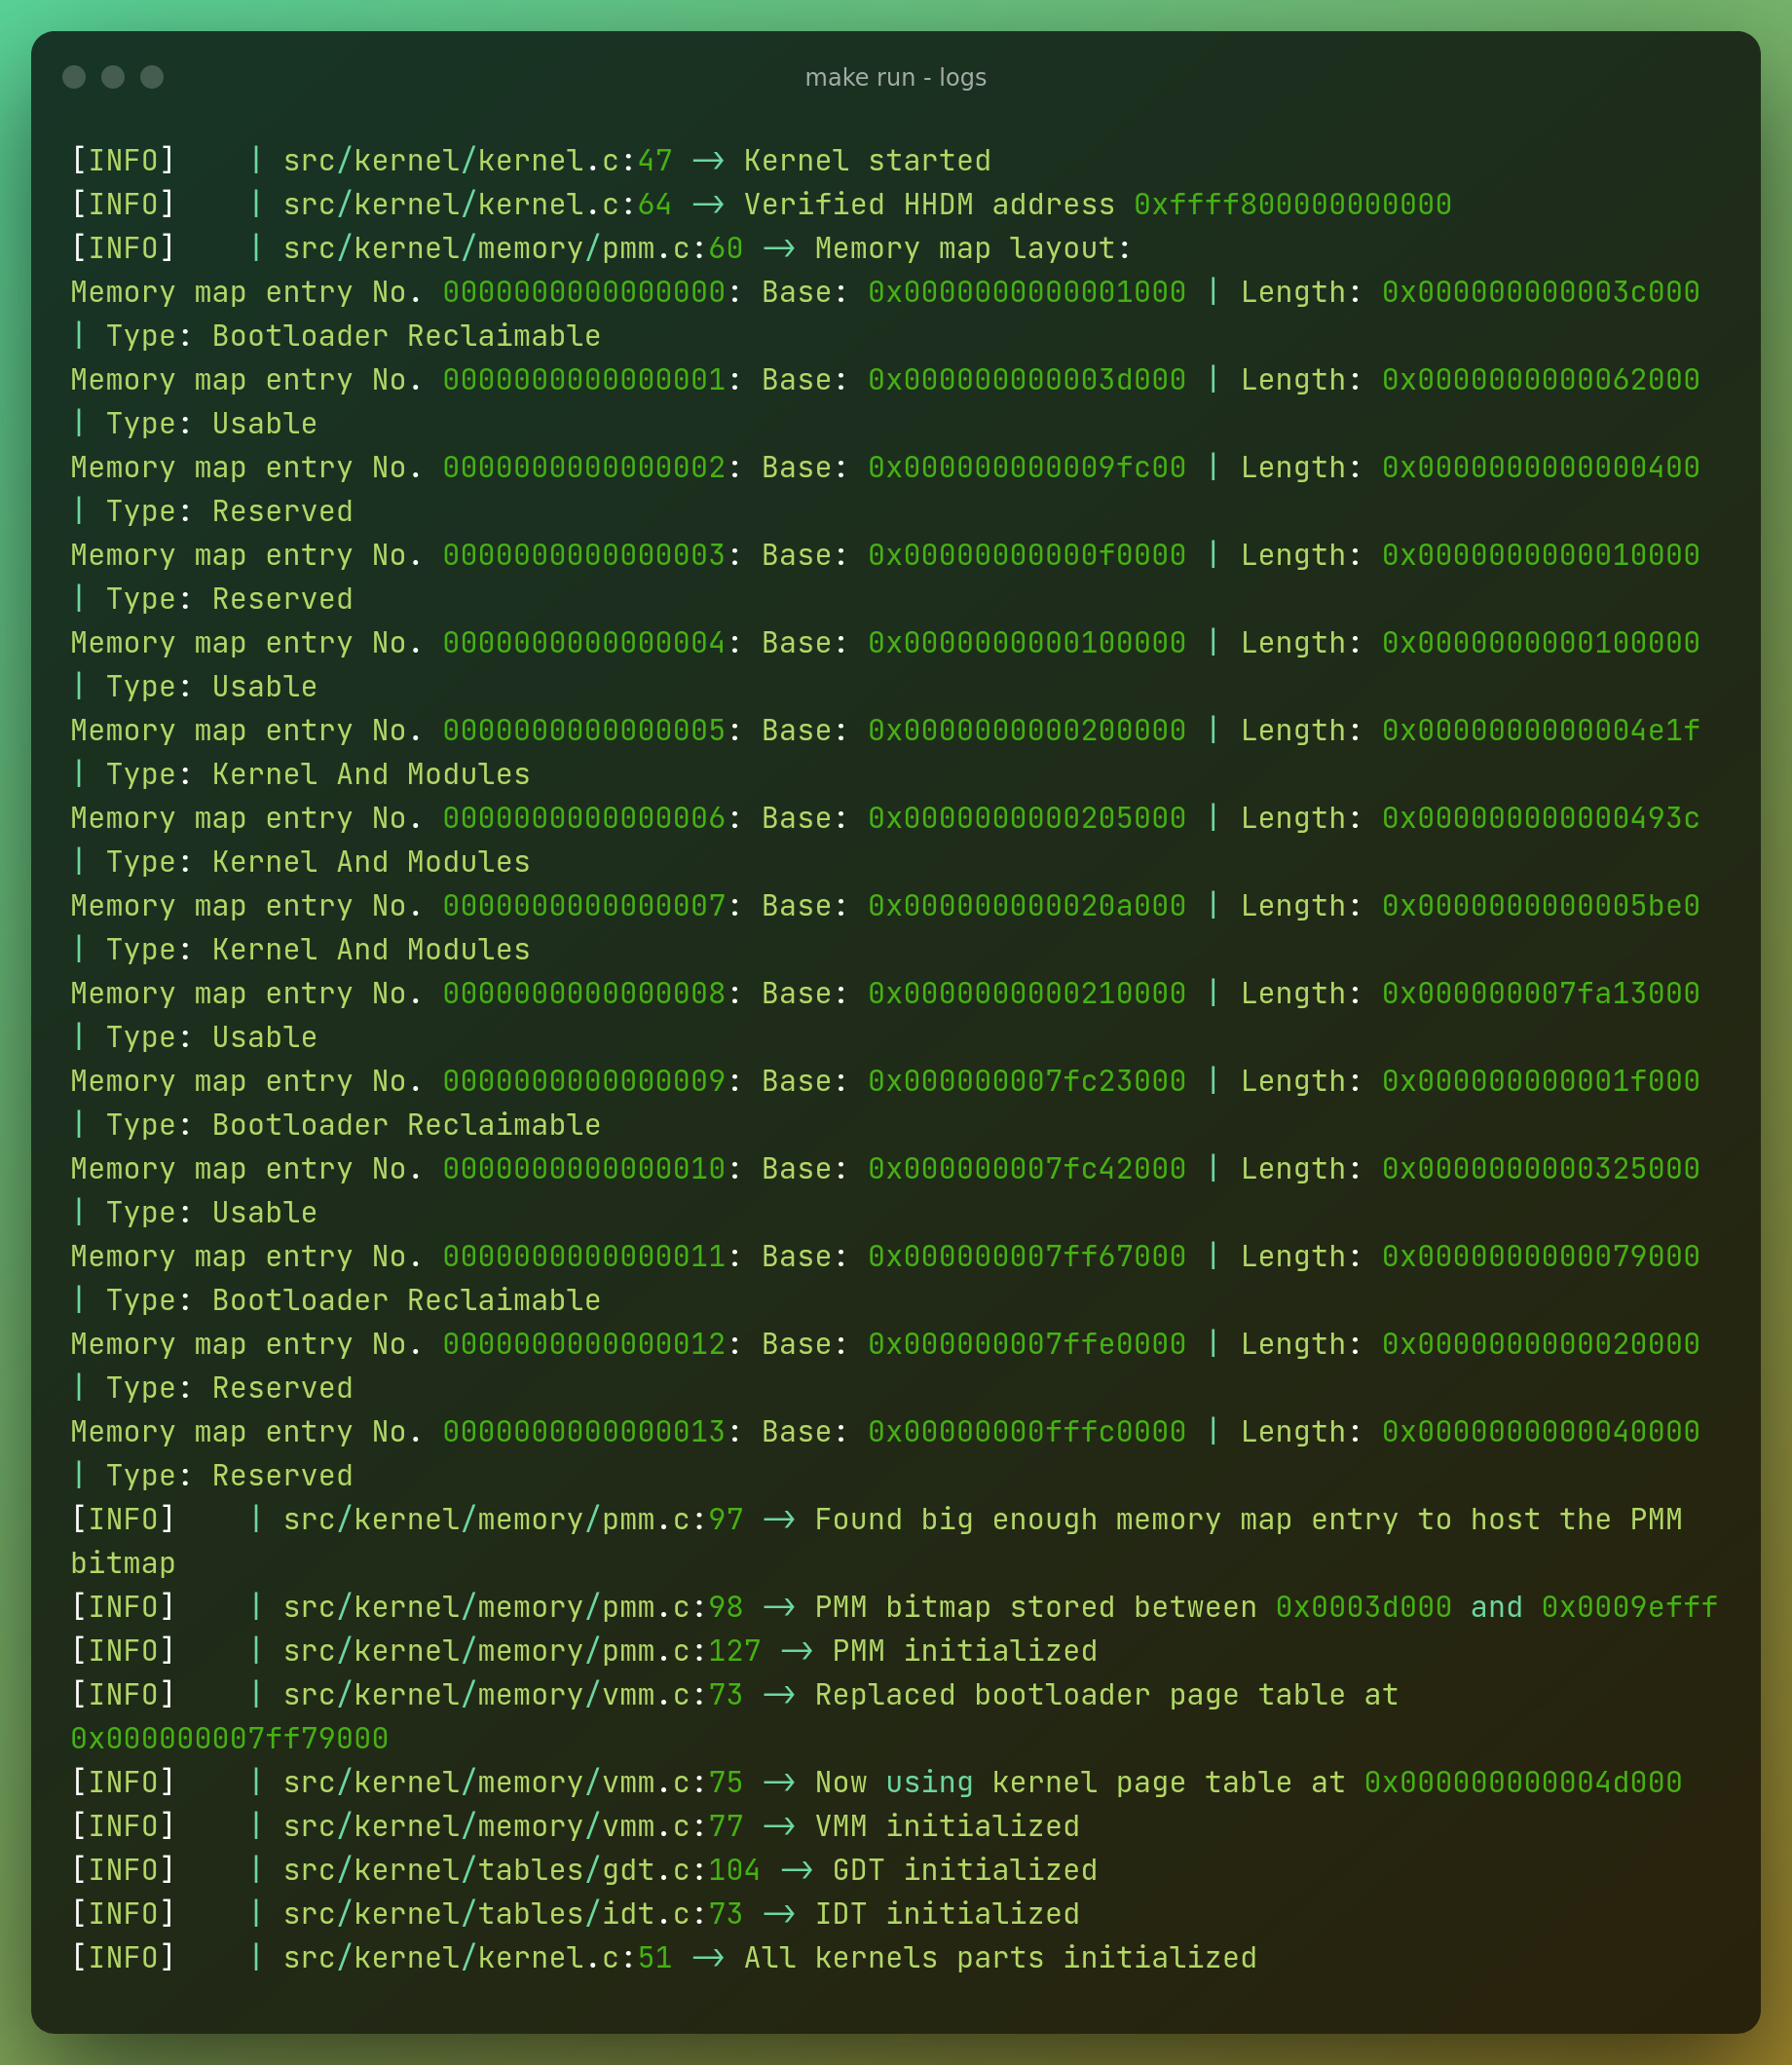 make run - logs
[INFO]    | src/kernel/kernel.c:47 -> Kernel started
[INFO]    | src/kernel/kernel.c:64 -> Verified HHDM address 0xffff800000000000
[INFO]    | src/kernel/memory/pmm.c:60 -> Memory map layout:
Memory map entry No. 0000000000000000: Base: 0x0000000000001000 | Length: 0x000000000003c000
| Type: Bootloader Reclaimable
Memory map entry No. 0000000000000001: Base: 0x000000000003d000 | Length: 0x0000000000062000
| Type: Usable
Memory map entry No. 0000000000000002: Base: 0x000000000009fc00 | Length: 0x0000000000000400
| Type: Reserved
Memory map entry No. 0000000000000003: Base: 0x00000000000f0000 | Length: 0x0000000000010000
| Type: Reserved
Memory map entry No. 0000000000000004: Base: 0x0000000000100000 | Length: 0x0000000000100000
| Type: Usable
Memory map entry No. 0000000000000005: Base: 0x0000000000200000 | Length: 0x0000000000004e1f
| Type: Kernel And Modules
Memory map entry No. 0000000000000006: Base: 0x0000000000205000 | Length: 0x000000000000493c
| Type: Kernel And Modules
Memory map entry No. 0000000000000007: Base: 0x000000000020a000 | Length: 0x0000000000005be0
| Type: Kernel And Modules
Memory map entry No. 0000000000000008: Base: 0x0000000000210000 | Length: 0x000000007fa13000
| Type: Usable
Memory map entry No. 0000000000000009: Base: 0x000000007fc23000 | Length: 0x000000000001f000
| Type: Bootloader Reclaimable
Memory map entry No. 0000000000000010: Base: 0x000000007fc42000 | Length: 0x0000000000325000
| Type: Usable
Memory map entry No. 0000000000000011: Base: 0x000000007ff67000 | Length: 0x0000000000079000
| Type: Bootloader Reclaimable
Memory map entry No. 0000000000000012: Base: 0x000000007ffe0000 | Length: 0x0000000000020000
| Type: Reserved
Memory map entry No. 0000000000000013: Base: 0x00000000fffc0000 | Length: 0x0000000000040000
| Type: Reserved
[INFO]    | src/kernel/memory/pmm.c:97 -> Found big enough memory map entry to host the PMM
bitmap
[INFO]    | src/kernel/memory/pmm.c:98 -> PMM bitmap stored between 0x0003d000 and 0x0009efff
[INFO]    | src/kernel/memory/pmm.c:127 -> PMM initialized
[INFO]    | src/kernel/memory/vmm.c:73 -> Replaced bootloader page table at
0x000000007ff79000
[INFO]    | src/kernel/memory/vmm.c:75 -> Now using kernel page table at 0x000000000004d000
[INFO]    | src/kernel/memory/vmm.c:77 -> VMM initialized
[INFO]    | src/kernel/tables/gdt.c:104 -> GDT initialized
[INFO]    | src/kernel/tables/idt.c:73 -> IDT initialized
[INFO]    | src/kernel/kernel.c:51 -> All kernels parts initialized